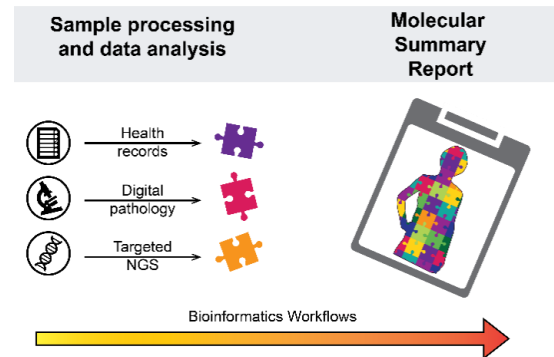 Sample processing
and data analysis
Molecular
Summary
Report
Health
records
Digital
pathology
Targeted
NGS
Bioinformatics Workflows